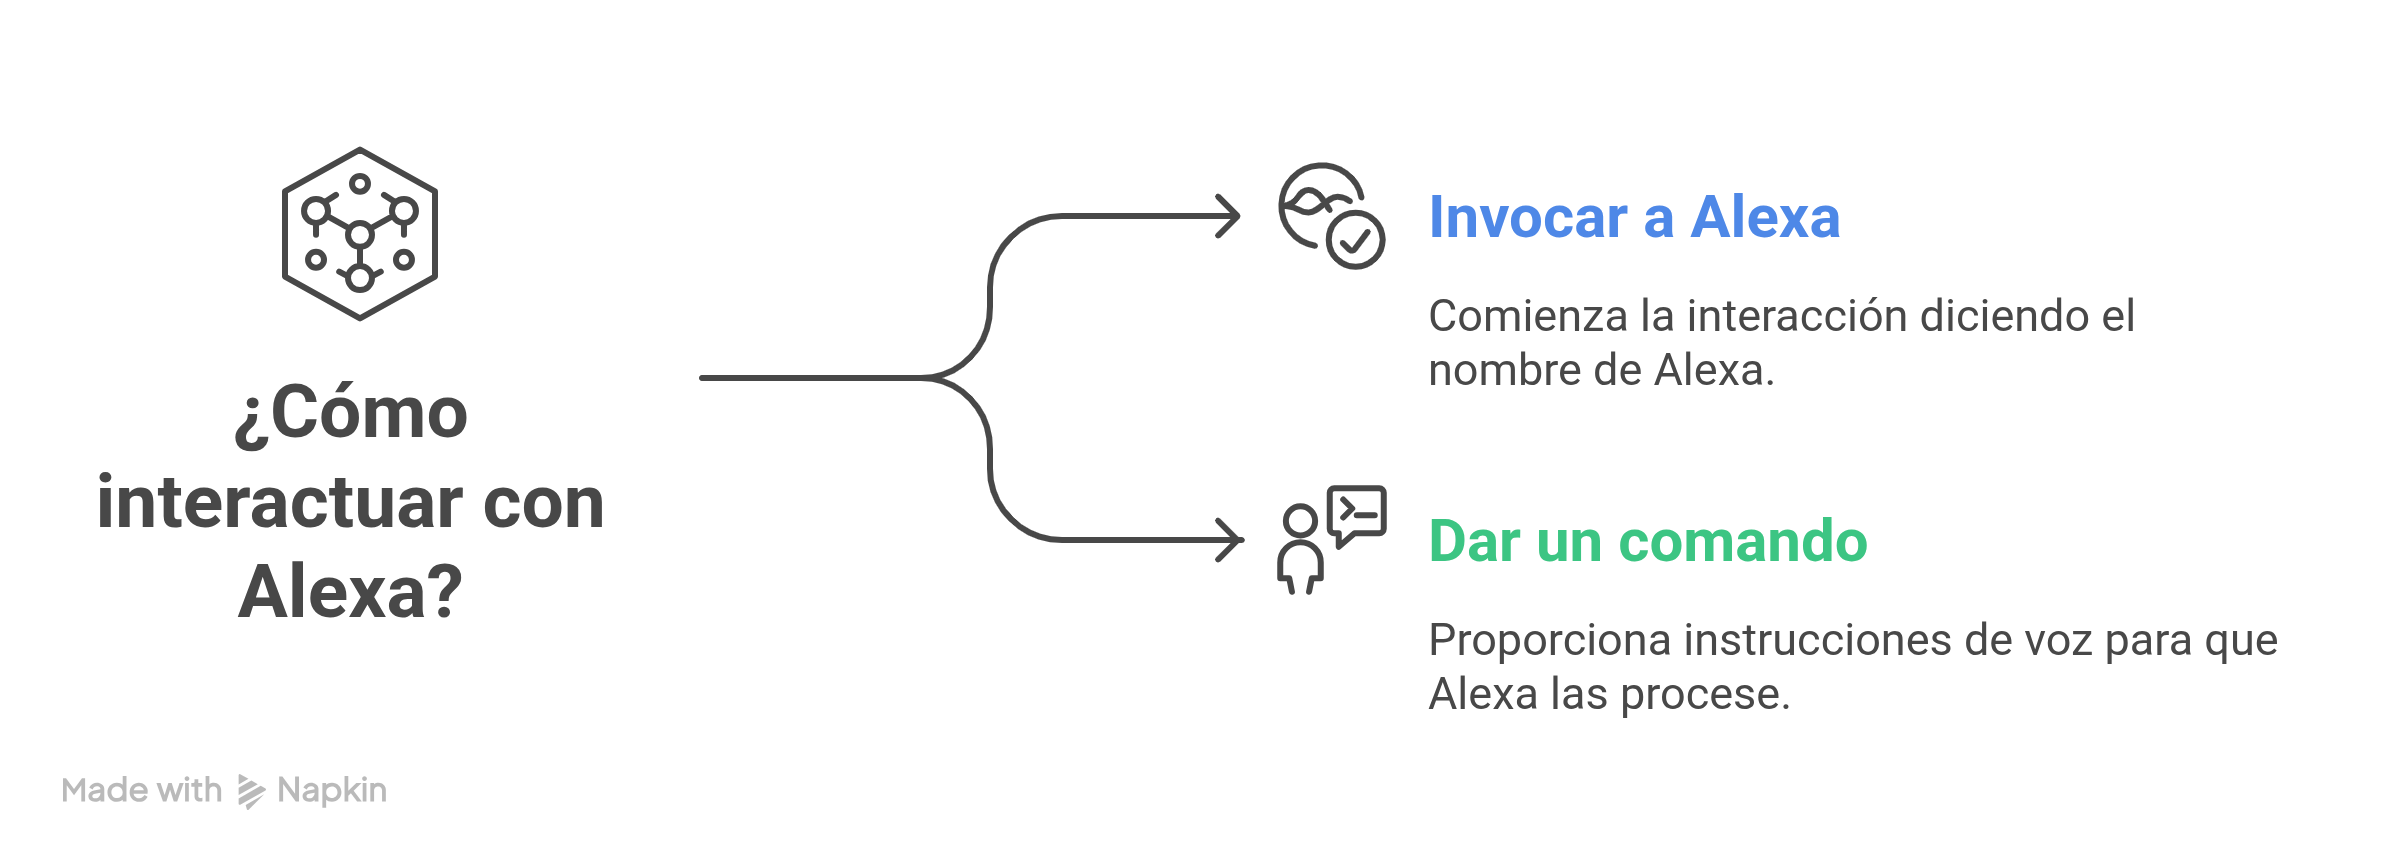 ¿Cómo
interactuar con
Alexa?
Invocar a Alexa
Comienza la interacción diciendo el
nombre de Alexa.
Dar un comando
Proporciona instrucciones de voz para que
Alexa las procese.
Made with Napkin